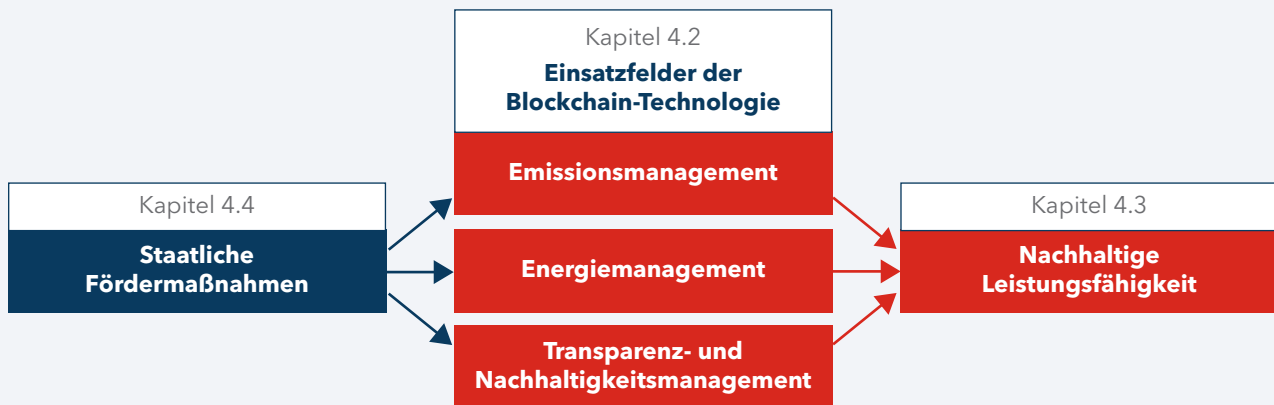 Kapitel 4.2
Einsatzfelder der
Blockchain-Technologie
Emissionsmanagement
Kapitel 4.4
Staatliche
Fördermaßnahmen
Energiemanagement
Transparenz- und
Nachhaltigkeitsmanagement
Kapitel 4.3
Nachhaltige
Leistungsfähigkeit